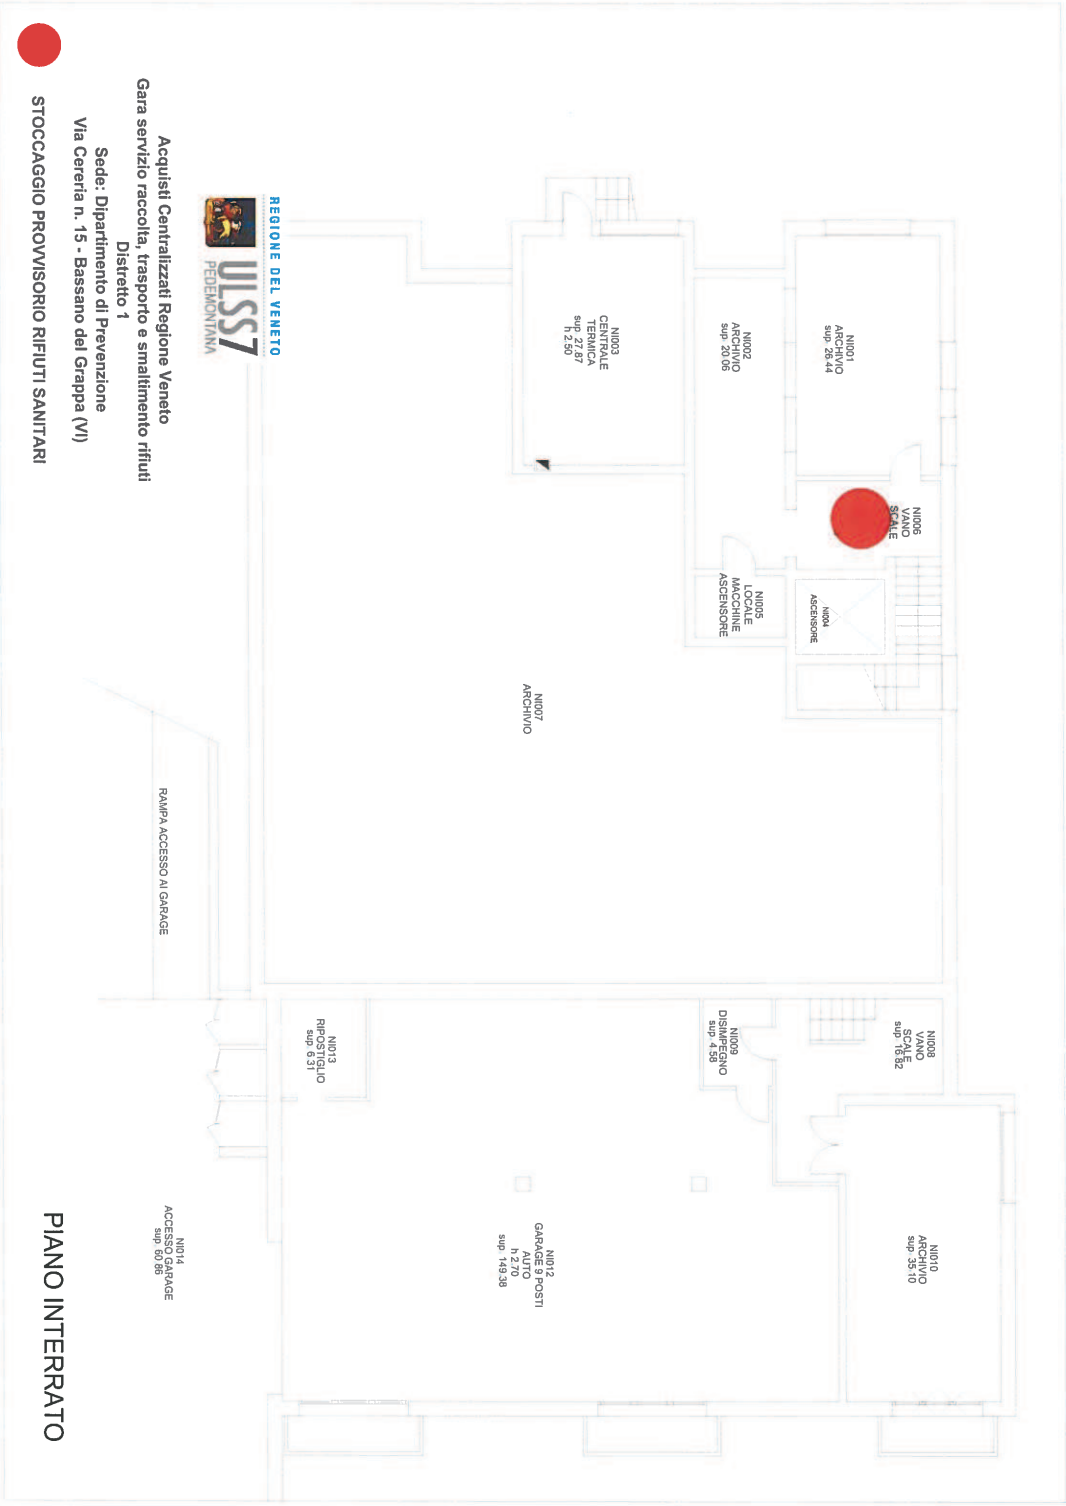 REGIONE DEL VENETO
ULSS7
PEDEMONTANA
Acquisti Centralizzati Regione Veneto
Gara servizio raccolta, trasporto e smaltimento rifiuti
Distretto 1
Sede: Dipartimento di Prevenzione
Via Cereria n. 15 - Bassano del Grappa (VI)
STOCCAGGIO PROVVISORIO RIFIUTI SANITARI
NI001
ARCHIVIO
sup. 26.44
NI002
ARCHIVIO
sup. 20.06
NI003
CENTRALE
TERMICA
sup. 27.87
h 2.50
NI006
VANO
SCALE
NI004
ASCENSORE
NI005
LOCALE
MACCHINE
ASCENSORE
NI007
ARCHIVIO
RAMPA ACCESSO AI GARAGE
NI008
VANO
SCALE
sup. 16.82
NI009
DISIMPEGNO
sup. 4.58
NI013
RIPOSTIGLIO
sup. 6.31
NI010
ARCHIVIO
sup. 35.10
NI012
GARAGE 9 POSTI
AUTO
h 2.70
sup. 149.38
NI014
ACCESSO GARAGE
sup. 60.86
PIANO INTERRATO